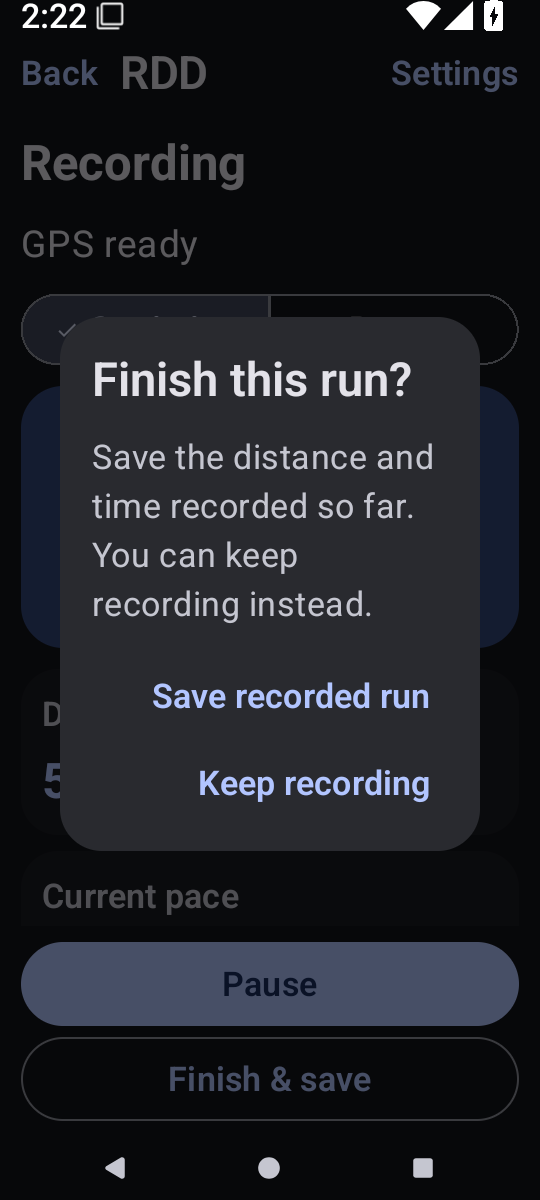 2:22
Back RDD Settings
Recording
GPS ready
Finish this run?
Save the distance and
time recorded so far.
You can keep
recording instead.
Save recorded run
Keep recording
Current pace
Pause
Finish & save